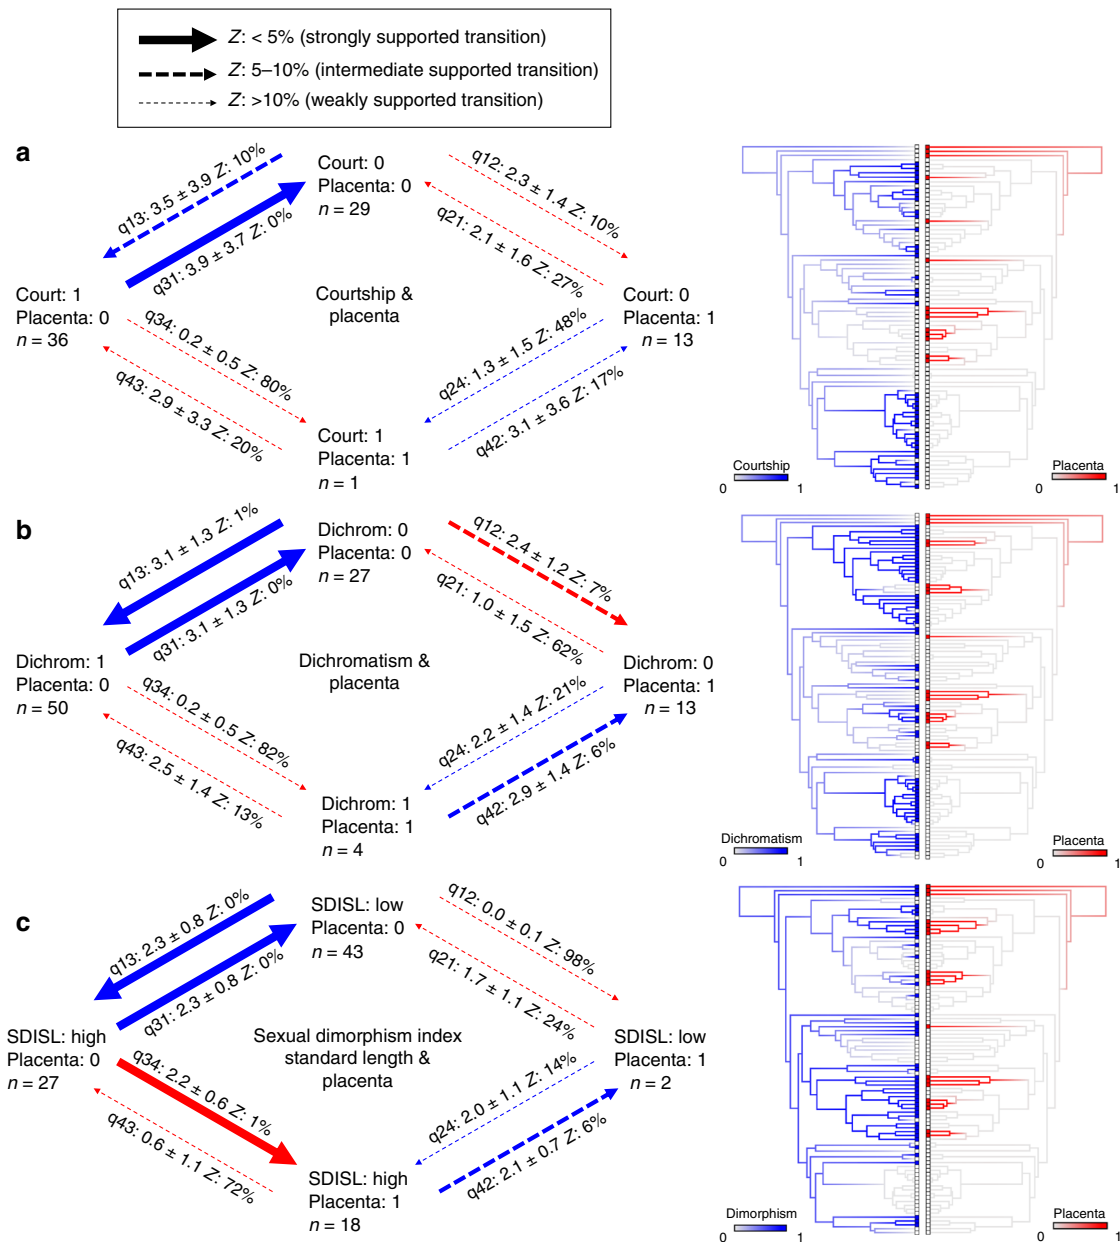 Z: < 5% (strongly supported transition)
Z: 5–10% (intermediate supported transition)
Z: >10% (weakly supported transition)
a
q13: 3.5 ± 3.9 Z: 10%
q31: 3.9 ± 3.7 Z: 0%
Court: 0
Placenta: 0
n = 29
q12: 2.3 ± 1.4 Z: 10%
q21: 2.1 ± 1.6 Z: 27%
Court: 1
Placenta: 0
n = 36
Courtship &
placenta
Court: 0
Placenta: 1
n = 13
q34: 0.2 ± 0.5 Z: 80%
q43: 2.9 ± 3.3 Z: 20%
q24: 1.3 ± 1.5 Z: 48%
q42: 3.1 ± 3.6 Z: 17%
Court: 1
Placenta: 1
n = 1
Courtship
0 1
Placenta
0 1
b
q13: 3.1 ± 1.3 Z: 1%
q31: 3.1 ± 1.3 Z: 0%
Dichrom: 0
Placenta: 0
n = 27
q12: 2.4 ± 1.2 Z: 7%
q21: 1.0 ± 1.5 Z: 62%
Dichrom: 1
Placenta: 0
n = 50
Dichromatism &
placenta
Dichrom: 0
Placenta: 1
n = 13
q34: 0.2 ± 0.5 Z: 82%
q43: 2.5 ± 1.4 Z: 13%
q24: 2.2 ± 1.4 Z: 21%
q42: 2.9 ± 1.4 Z: 6%
Dichrom: 1
Placenta: 1
n = 4
Dichromatism
0 1
Placenta
0 1
c
q13: 2.3 ± 0.8 Z: 0%
q31: 2.3 ± 0.8 Z: 0%
SDISL: low
Placenta: 0
n = 43
q12: 0.0 ± 0.1 Z: 98%
q21: 1.7 ± 1.1 Z: 24%
SDISL: high
Placenta: 0
n = 27
Sexual dimorphism index
standard length &
placenta
SDISL: low
Placenta: 1
n = 2
q34: 2.2 ± 0.6 Z: 1%
q43: 0.6 ± 1.1 Z: 72%
q24: 2.0 ± 1.1 Z: 14%
q42: 2.1 ± 0.7 Z: 6%
SDISL: high
Placenta: 1
n = 18
Dimorphism
0 1
Placenta
0 1